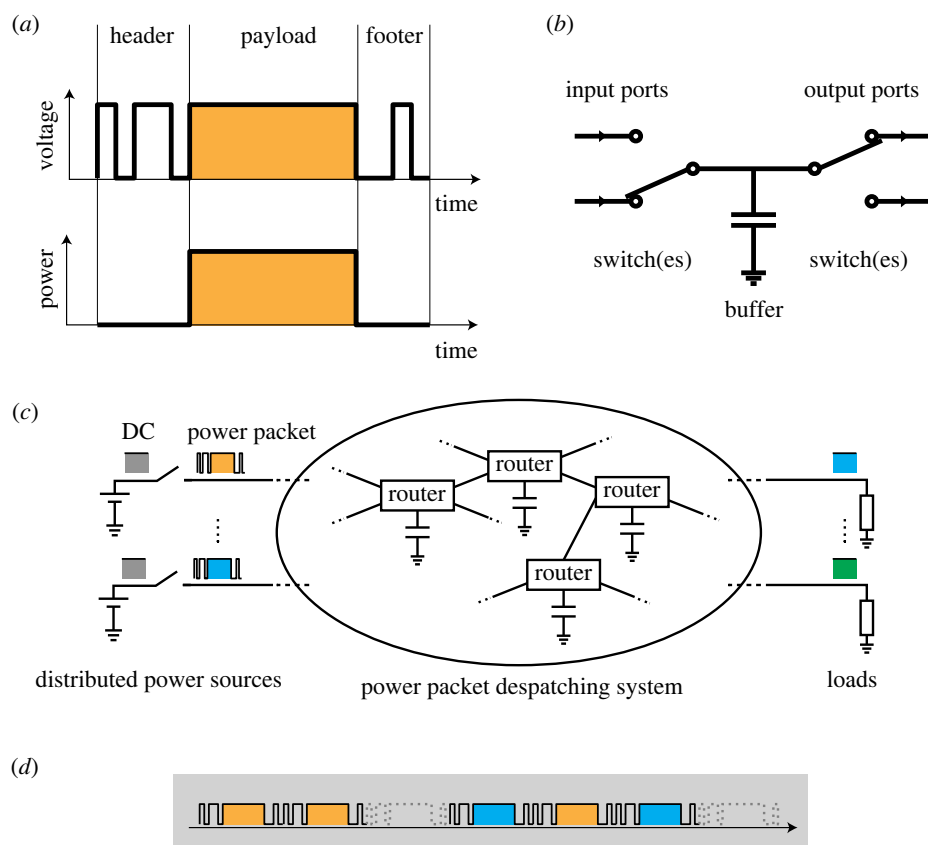 (a)
header payload footer
voltage
time
power
time
(b)
input ports output ports
switch(es) switch(es)
buffer
(c)
DC power packet
router
router
router
router
distributed power sources
power packet despatching system
loads
(d)